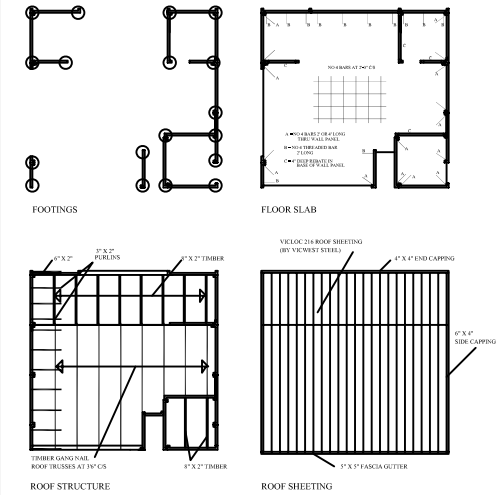 B
A
B
B
B
B
A
C
C
A
NO 4 BARS AT 2'-0" C/S
A = NO 4 BARS 2' OR 4' LONG
THRU WALL PANEL
B = NO 6 THREADED BAR
2' LONG
C = 4" DEEP REBATE IN
BASE OF WALL PANEL
A
B
A
A
A
A
B
A
FOOTINGS
FLOOR SLAB
6" X 2"
3" X 2"
PURLINS
8" X 2" TIMBER
VICLOC 216 ROOF SHEETING
(BY VICWEST STEEL)
4" X 4" END CAPPING
6" X 4"
SIDE CAPPING
TIMBER GANG NAIL
ROOF TRUSSES AT 3'6" C/S
8" X 2" TIMBER
5" X 5" FASCIA GUTTER
ROOF STRUCTURE
ROOF SHEETING